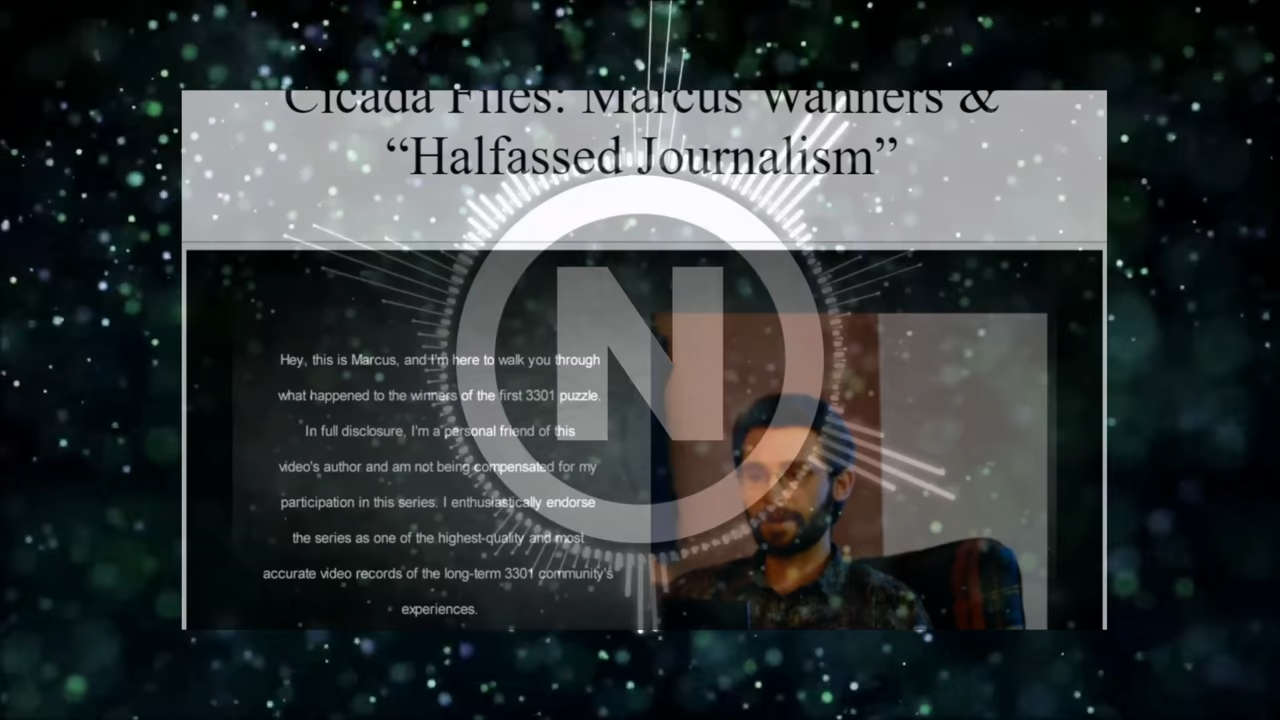 Cicada Files: Marcus Wanners &
“Halfassed Journalism”
N
Hey, this is Marcus, and I'm here to walk you through
what happened to the winners of the first 3301 puzzle.
In full disclosure, I'm a personal friend of this
video's author and am not being compensated for my
participation in this series. I enthusiastically endorse
the series as one of the highest-quality and most
accurate video records of the long-term 3301 community's
experiences.